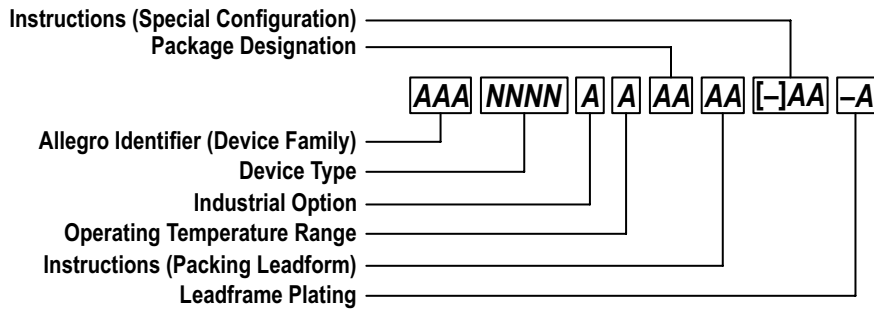 Instructions (Special Configuration)
Package Designation
AAA NNNN A A AA AA [–]AA –A
Allegro Identifier (Device Family)
Device Type
Industrial Option
Operating Temperature Range
Instructions (Packing Leadform)
Leadframe Plating